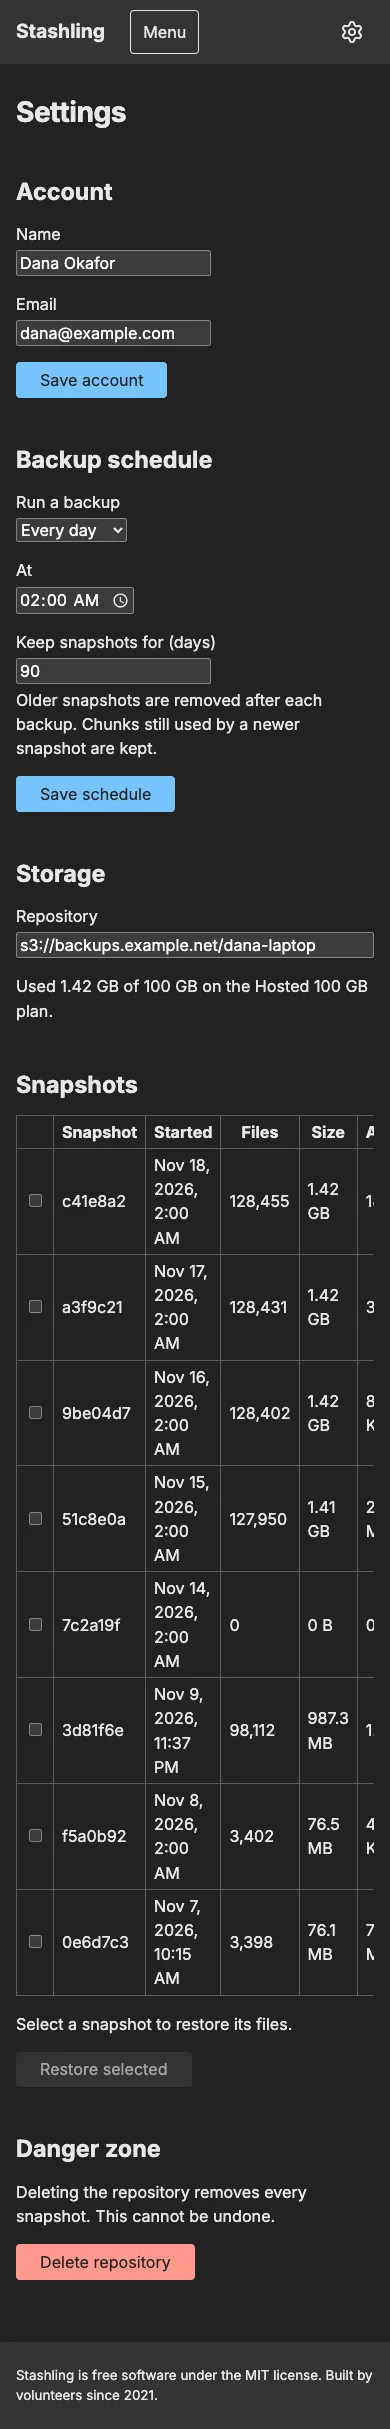 Stashling Menu
Settings
Account
Name
Dana Okafor
Email
dana@example.com
Save account
Backup schedule
Run a backup
Every day
At
02:00 AM
Keep snapshots for (days)
90
Older snapshots are removed after each
backup. Chunks still used by a newer
snapshot are kept.
Save schedule
Storage
Repository
s3://backups.example.net/dana-laptop
Used 1.42 GB of 100 GB on the Hosted 100 GB
plan.
Snapshots
Snapshot Started Files Size
c41e8a2 Nov 18, 2026, 2:00 AM 128,455 1.42 GB
a3f9c21 Nov 17, 2026, 2:00 AM 128,431 1.42 GB
9be04d7 Nov 16, 2026, 2:00 AM 128,402 1.42 GB
51c8e0a Nov 15, 2026, 2:00 AM 127,950 1.41 GB
7c2a19f Nov 14, 2026, 2:00 AM 0 0 B
3d81f6e Nov 9, 2026, 11:37 PM 98,112 987.3 MB
f5a0b92 Nov 8, 2026, 2:00 AM 3,402 76.5 MB
0e6d7c3 Nov 7, 2026, 10:15 AM 3,398 76.1 MB
Select a snapshot to restore its files.
Restore selected
Danger zone
Deleting the repository removes every
snapshot. This cannot be undone.
Delete repository
Stashling is free software under the MIT license. Built by
volunteers since 2021.